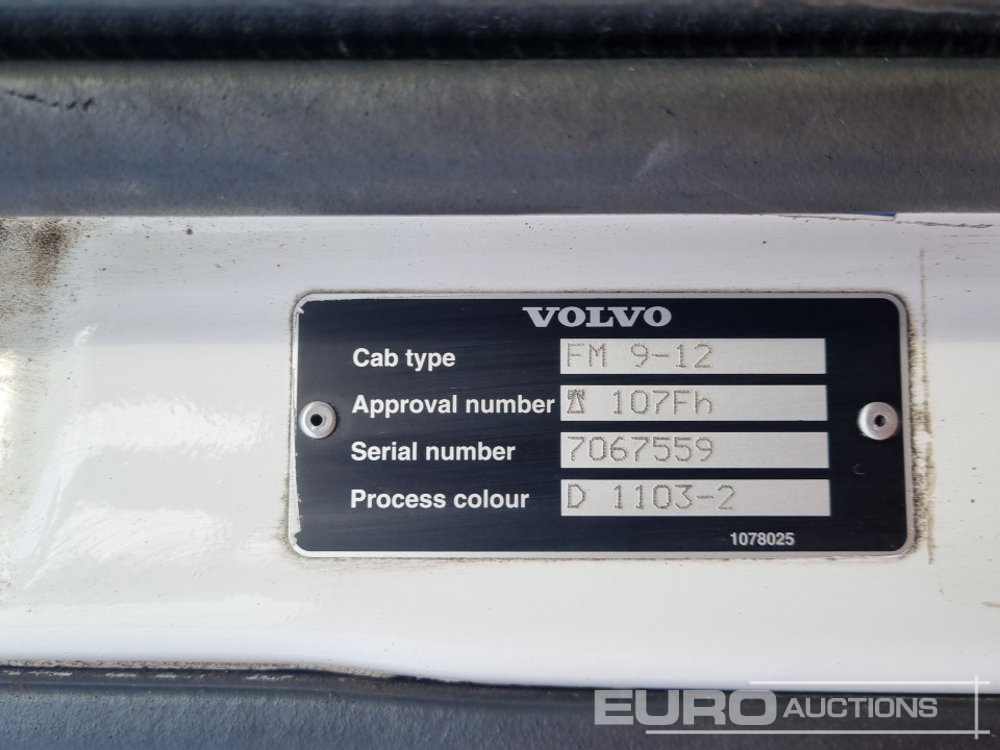 VOLVO
Cab type FM 9-12
Approval number 107Fh
Serial number 7067559
Process colour D 1103-2
1078025
EURO AUCTIONS